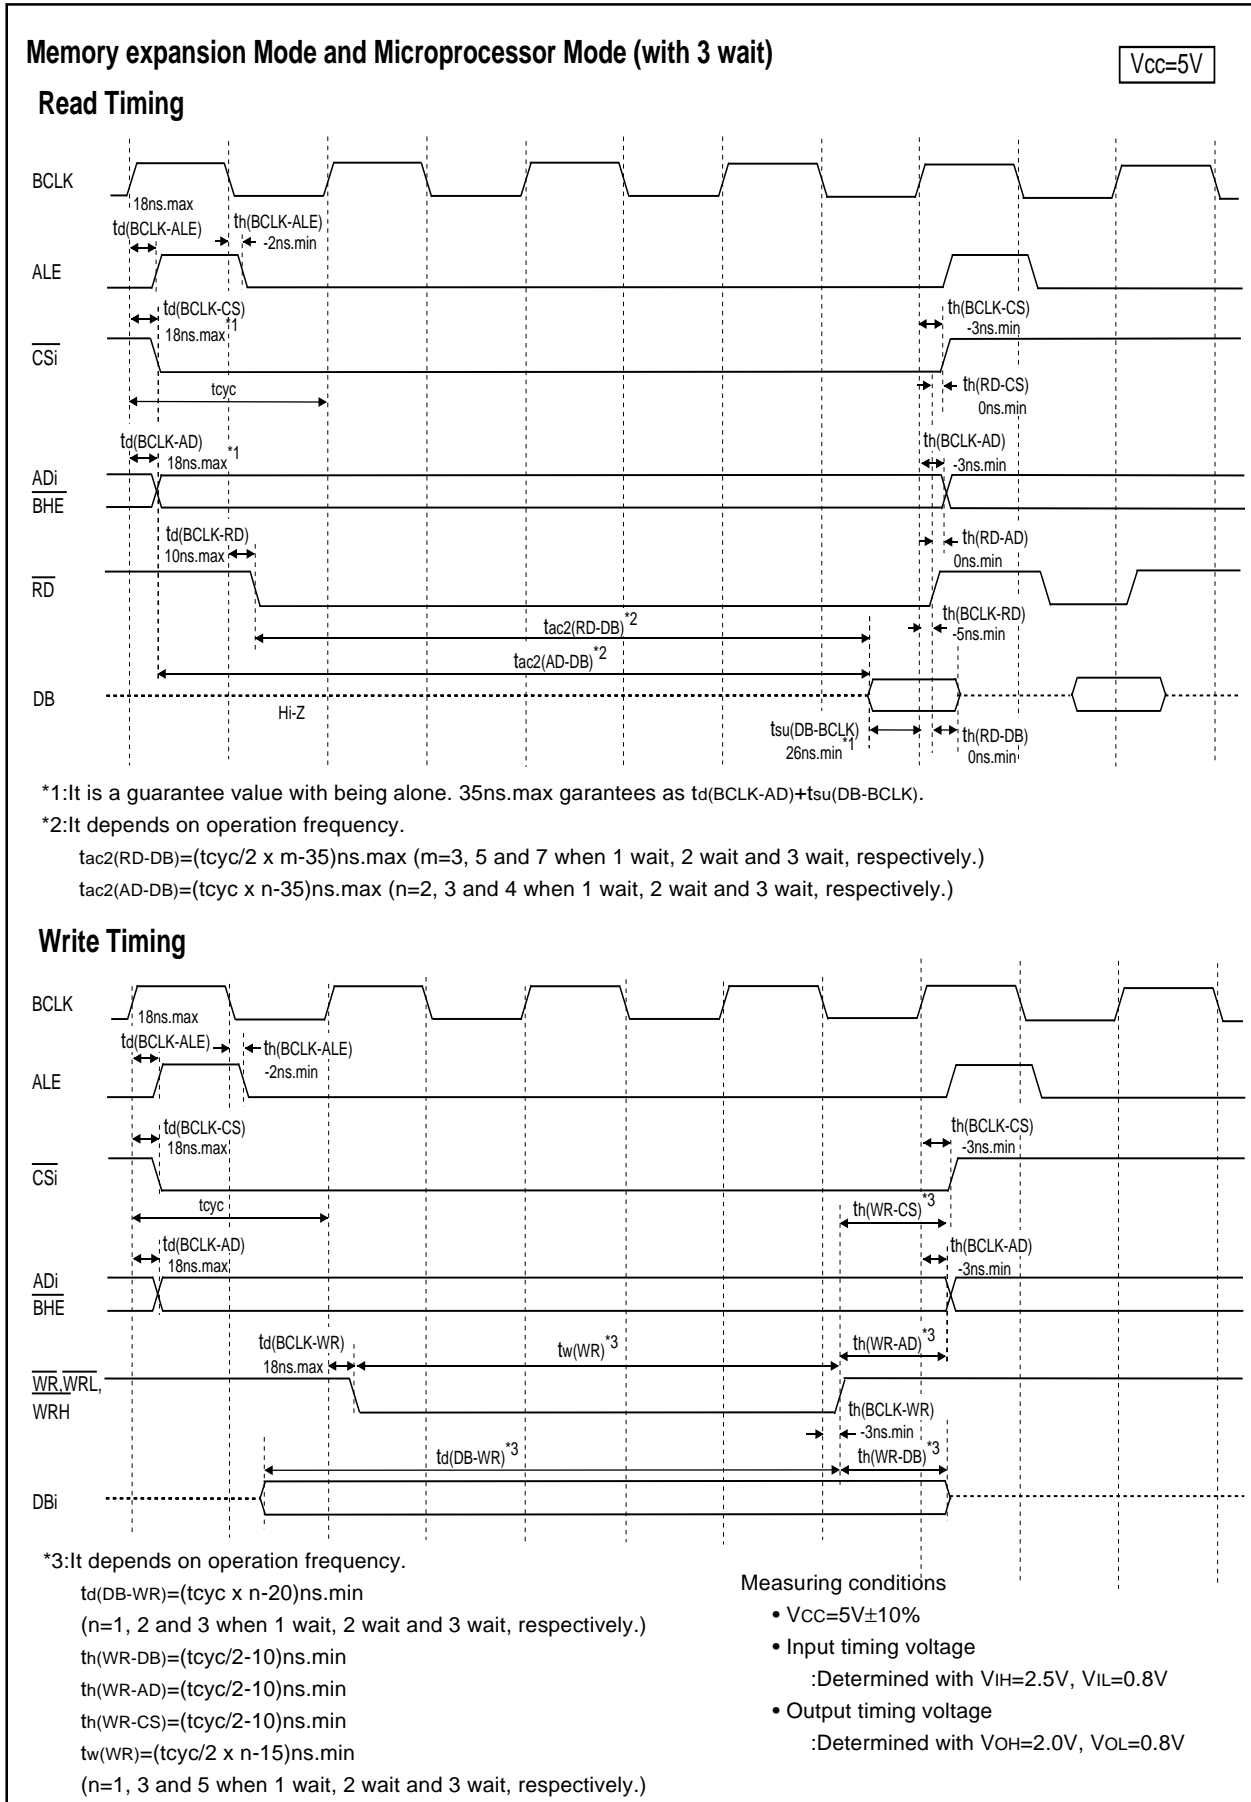 Memory expansion Mode and Microprocessor Mode (with 3 wait)
Vcc=5V
Read Timing
BCLK
18ns.max
td(BCLK-ALE)
th(BCLK-ALE)
-2ns.min
ALE
td(BCLK-CS)
18ns.max*1
th(BCLK-CS)
-3ns.min
CSi
tcyc
th(RD-CS)
0ns.min
td(BCLK-AD)
18ns.max*1
th(BCLK-AD)
-3ns.min
ADi
BHE
td(BCLK-RD)
10ns.max
th(RD-AD)
0ns.min
RD
th(BCLK-RD)
-5ns.min
tac2(RD-DB)*2
tac2(AD-DB)*2
DB
Hi-Z
tsu(DB-BCLK)
26ns.min*1
th(RD-DB)
0ns.min
*1:It is a guarantee value with being alone. 35ns.max garantees as td(BCLK-AD)+tsu(DB-BCLK).
*2:It depends on operation frequency.
tac2(RD-DB)=(tcyc/2 x m-35)ns.max (m=3, 5 and 7 when 1 wait, 2 wait and 3 wait, respectively.)
tac2(AD-DB)=(tcyc x n-35)ns.max (n=2, 3 and 4 when 1 wait, 2 wait and 3 wait, respectively.)
Write Timing
BCLK
18ns.max
td(BCLK-ALE)
th(BCLK-ALE)
-2ns.min
ALE
td(BCLK-CS)
18ns.max
th(BCLK-CS)
-3ns.min
CSi
tcyc
th(WR-CS)*3
td(BCLK-AD)
18ns.max
th(BCLK-AD)
-3ns.min
ADi
BHE
td(BCLK-WR)
18ns.max
tw(WR)*3
th(WR-AD)*3
WR,WRL,
WRH
th(BCLK-WR)
-3ns.min
td(DB-WR)*3
th(WR-DB)*3
DBi
*3:It depends on operation frequency.
td(DB-WR)=(tcyc x n-20)ns.min
(n=1, 2 and 3 when 1 wait, 2 wait and 3 wait, respectively.)
th(WR-DB)=(tcyc/2-10)ns.min
th(WR-AD)=(tcyc/2-10)ns.min
th(WR-CS)=(tcyc/2-10)ns.min
tw(WR)=(tcyc/2 x n-15)ns.min
(n=1, 3 and 5 when 1 wait, 2 wait and 3 wait, respectively.)
Measuring conditions
• VCC=5V±10%
• Input timing voltage
:Determined with VIH=2.5V, VIL=0.8V
• Output timing voltage
:Determined with VOH=2.0V, VOL=0.8V